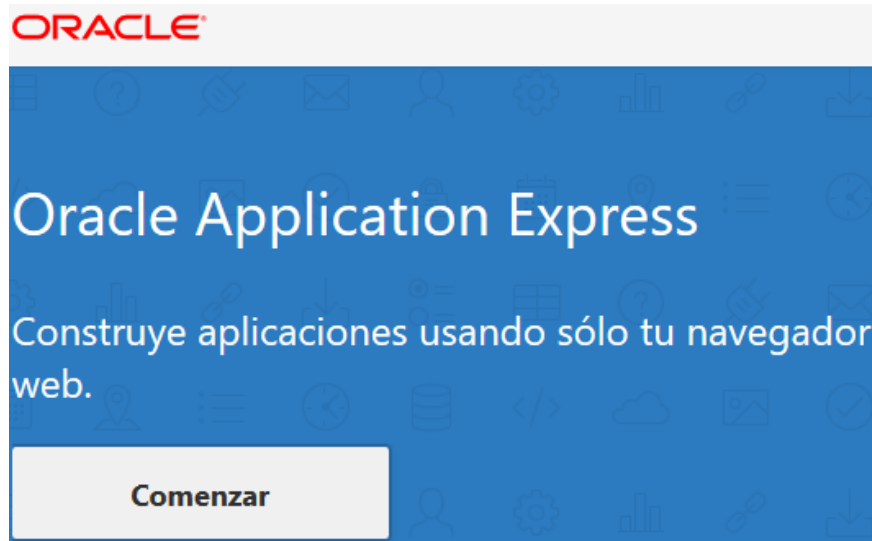 ORACLE
Oracle Application Express
Construye aplicaciones usando sólo tu navegador
web.
Comenzar